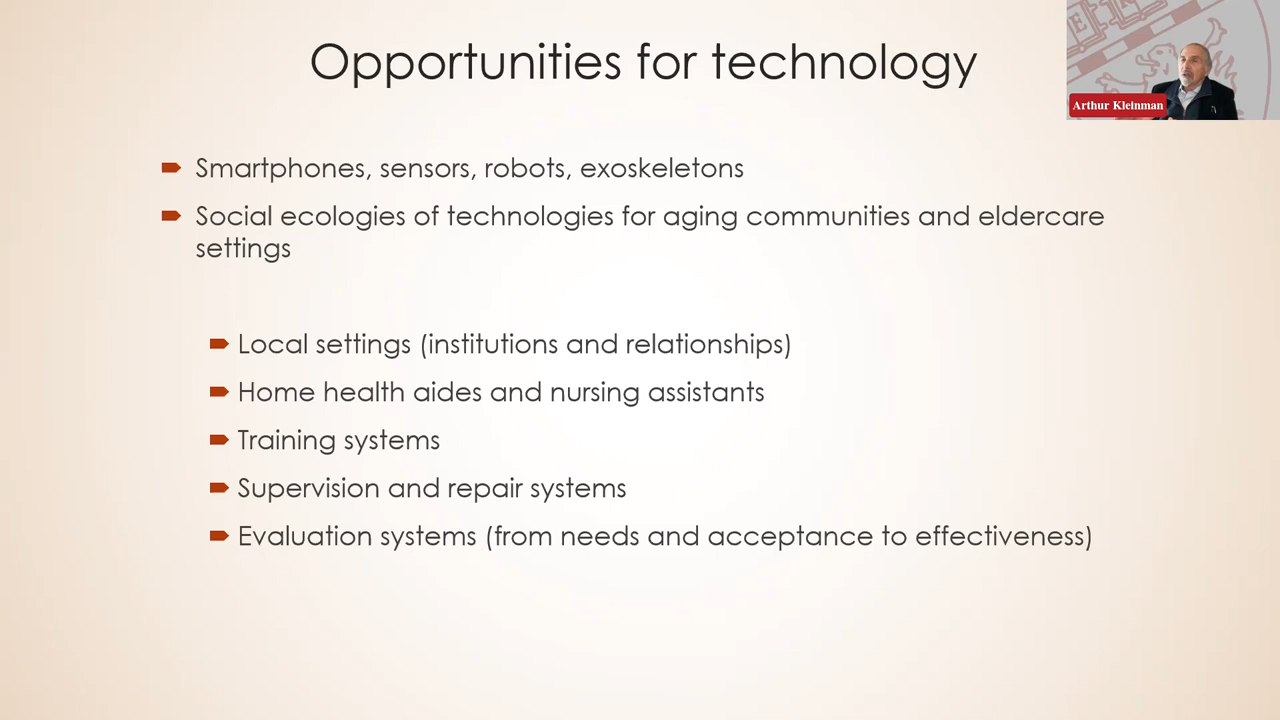 Opportunities for technology
Arthur Kleinman
Smartphones, sensors, robots, exoskeletons
Social ecologies of technologies for aging communities and eldercare
settings
Local settings (institutions and relationships)
Home health aides and nursing assistants
Training systems
Supervision and repair systems
Evaluation systems (from needs and acceptance to effectiveness)